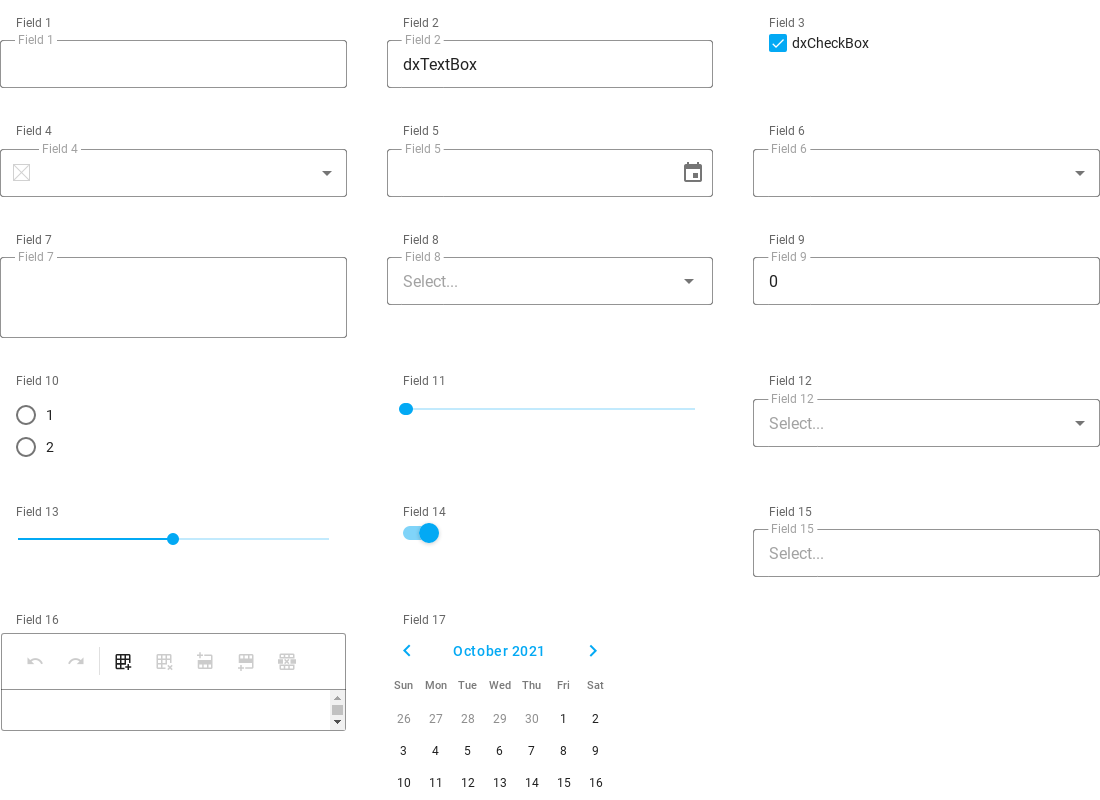 Field 1
Field 2
Field 3
Field 1
Field 2
dxCheckBox
dxTextBox
Field 4
Field 5
Field 6
Field 4
Field 5
Field 6
Field 7
Field 8
Field 9
Field 7
Field 8
Field 9
Select...
0
Field 10
Field 11
Field 12
Field 12
1
Select...
2
Field 13
Field 14
Field 15
Field 15
Select...
Field 16
Field 17
October 2021
Sun Mon Tue Wed Thu Fri Sat
26 27 28 29 30 1 2
3 4 5 6 7 8 9
10 11 12 13 14 15 16